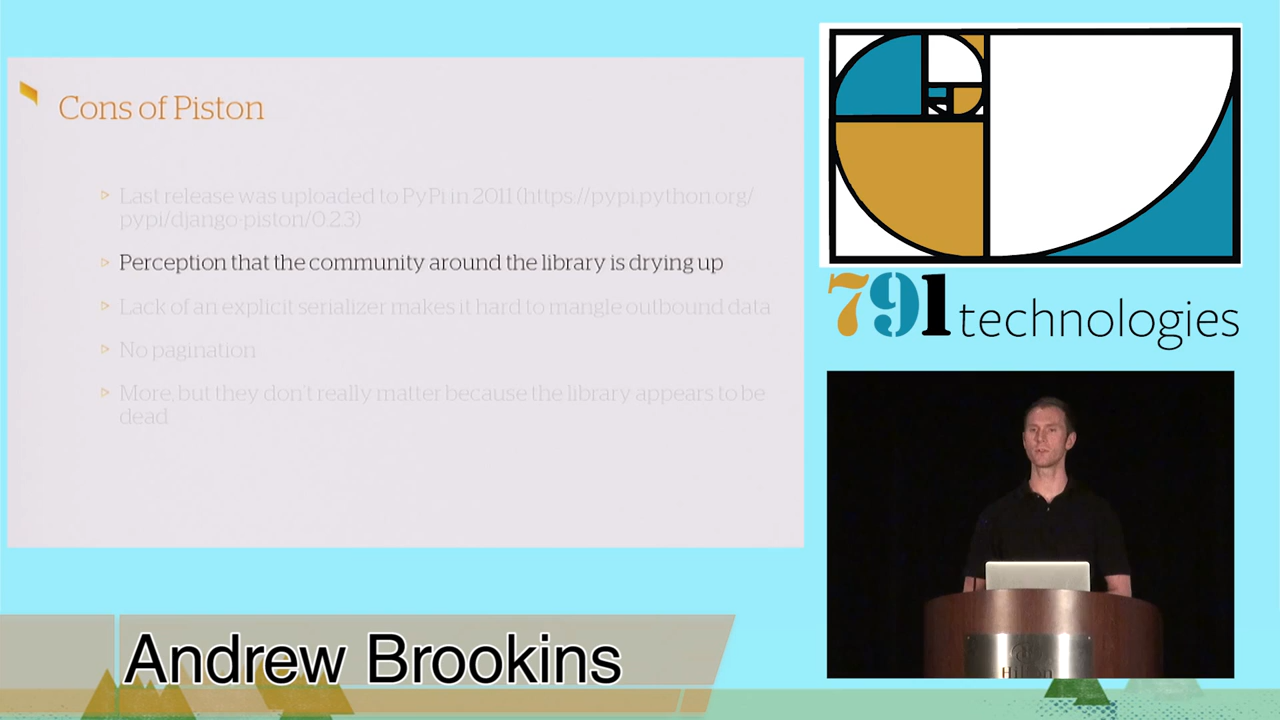 Cons of Piston
Last release was uploaded to PyPi in 2011 (https://pypi.python.org/
pypi/django-piston/0.2.3)
Perception that the community around the library is drying up
Lack of an explicit serializer makes it hard to mangle outbound data
No pagination
More, but they don't really matter because the library appears to be
dead
791 technologies
Hilton
Andrew Brookins